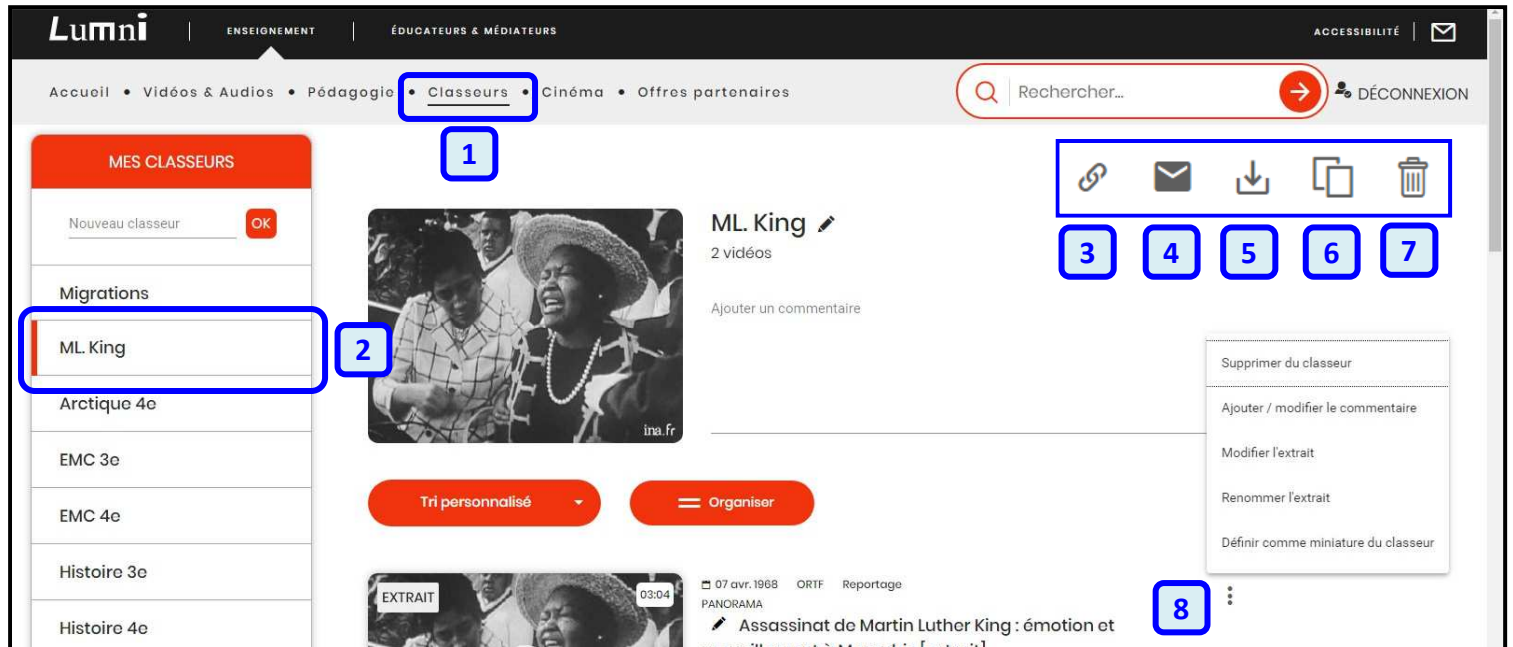 Lumni ENSEIGNEMENT ÉDUCATEURS & MÉDIATEURS ACCESSIBILITÉ
Accueil • Vidéos & Audios • Pédagogie • Classeurs • Cinéma • Offres partenaires Rechercher... DÉCONNEXION
1
MES CLASSEURS
Nouveau classeur OK
Migrations
ML. King
Arctique 4e
EMC 3e
EMC 4e
Histoire 3e
Histoire 4e
2
3 4 5 6 7
ML. King
2 vidéos
Ajouter un commentaire
ina.fr
Supprimer du classeur
Ajouter / modifier le commentaire
Modifier l'extrait
Renommer l'extrait
Définir comme miniature du classeur
Tri personnalisé Organiser
8
EXTRAIT 03:04
07 avr. 1968 ORTF Reportage
PANORAMA
Assassinat de Martin Luther King : émotion et